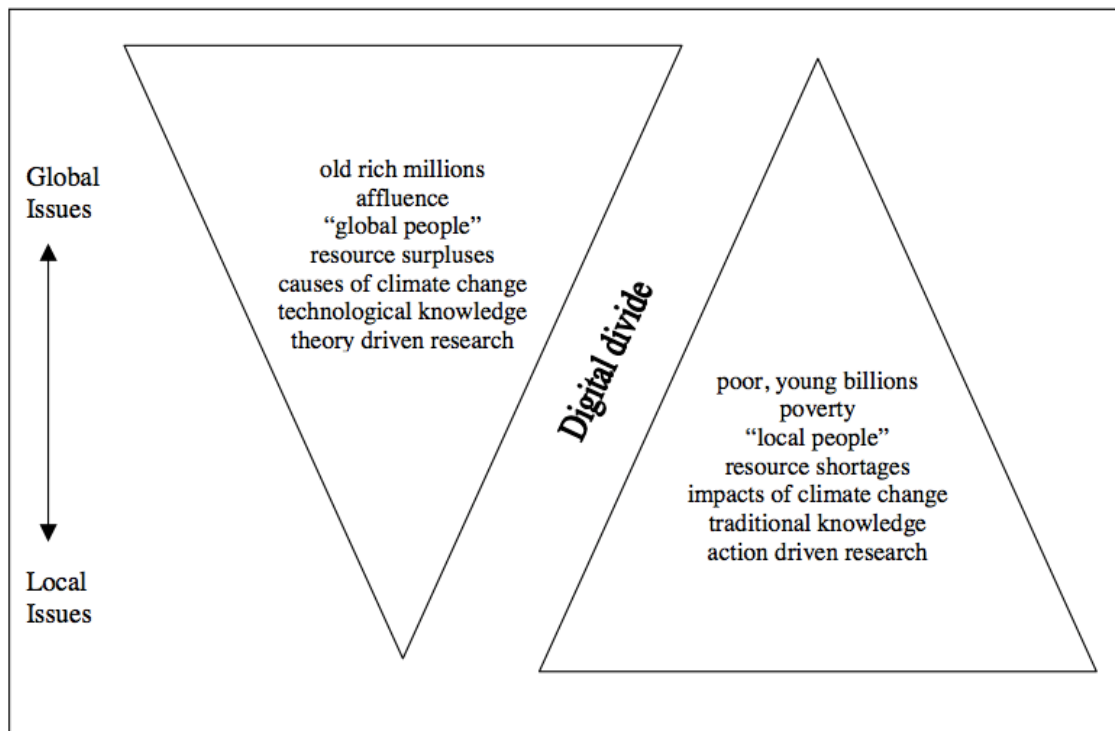 Global
Issues
Local
Issues
old rich millions
affluence
“global people”
resource surpluses
causes of climate change
technological knowledge
theory driven research
Digital divide
poor, young billions
poverty
“local people”
resource shortages
impacts of climate change
traditional knowledge
action driven research